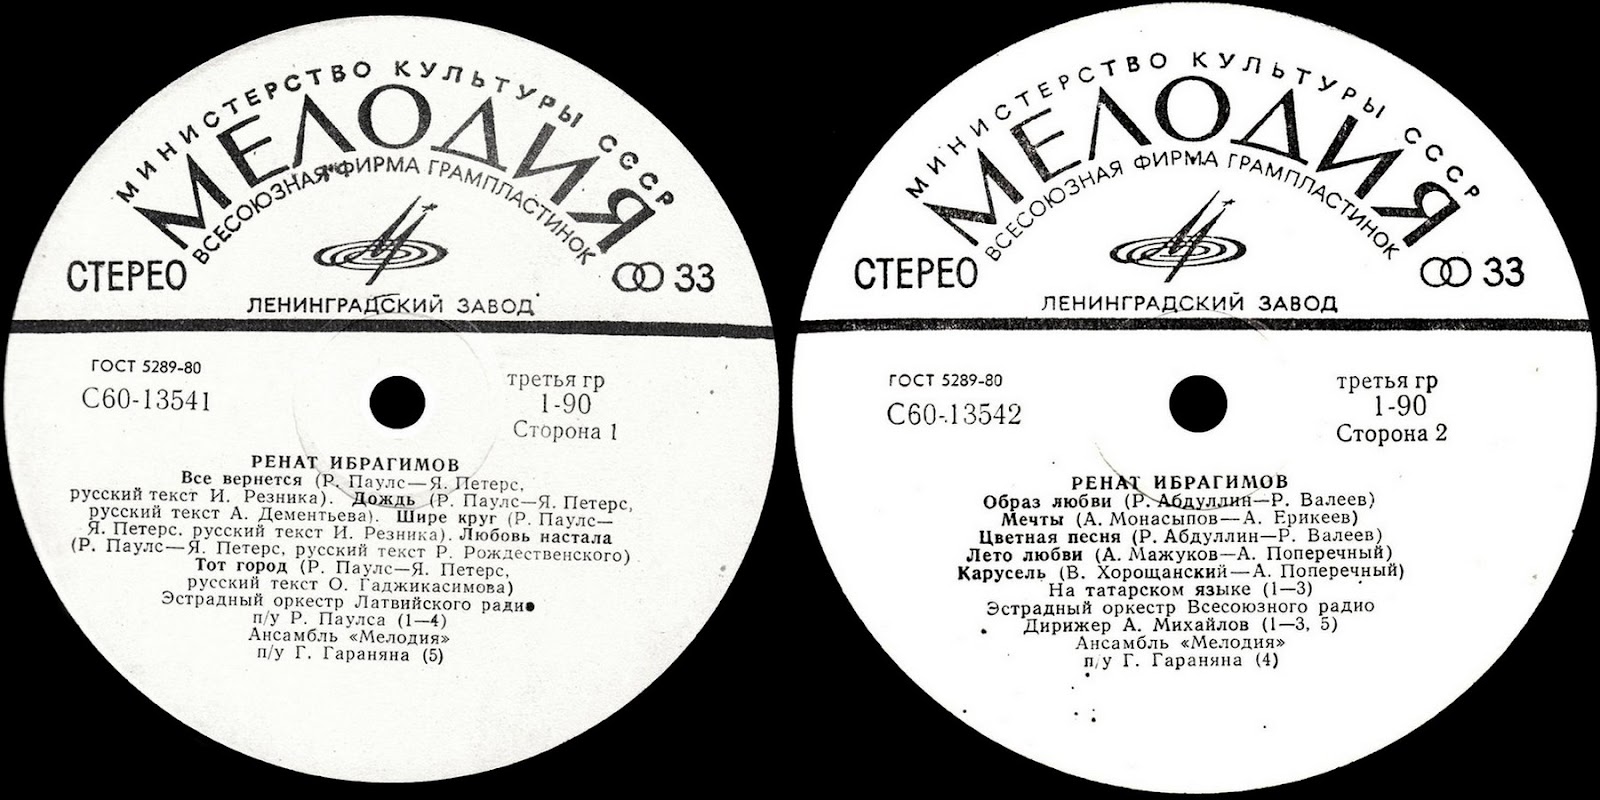 МИНИСТЕРСТВО КУЛЬТУРЫ СССР
МЕЛОДИЯ
ВСЕСОЮЗНАЯ ФИРМА ГРАМПЛАСТИНОК
СТЕРЕО
33
ЛЕНИНГРАДСКИЙ ЗАВОД
ГОСТ 5289-80
С60-13541
третья гр
1-90
Сторона 1
РЕНАТ ИБРАГИМОВ
Все вернется (Р. Паулс—Я. Петерс,
русский текст И. Резника). Дождь (Р. Паулс—Я. Петерс,
русский текст А. Дементьева). Шире круг (Р. Паулс—
Я. Петерс, русский текст И. Резника). Любовь настала
(Р. Паулс—Я. Петерс, русский текст Р. Рождественского)
Тот город (Р. Паулс—Я. Петерс,
русский текст О. Гаджикасимова)
Эстрадный оркестр Латвийского радио
п/у Р. Паулса (1—4)
Ансамбль «Мелодия»
п/у Г. Гараняна (5)
МИНИСТЕРСТВО КУЛЬТУРЫ СССР
МЕЛОДИЯ
ВСЕСОЮЗНАЯ ФИРМА ГРАМПЛАСТИНОК
СТЕРЕО
33
ЛЕНИНГРАДСКИЙ ЗАВОД
ГОСТ 5289-80
С60-13542
третья гр
1-90
Сторона 2
РЕНАТ ИБРАГИМОВ
Образ любви (Р. Абдуллин—Р. Валеев)
Мечты (А. Монасыпов—А. Ерикеев)
Цветная песня (Р. Абдуллин—Р. Валеев)
Лето любви (А. Мажуков—А. Поперечный)
Карусель (В. Хорощанский—А. Поперечный)
На татарском языке (1—3)
Эстрадный оркестр Всесоюзного радио
Дирижер А. Михайлов (1—3, 5)
Ансамбль «Мелодия»
п/у Г. Гараняна (4)